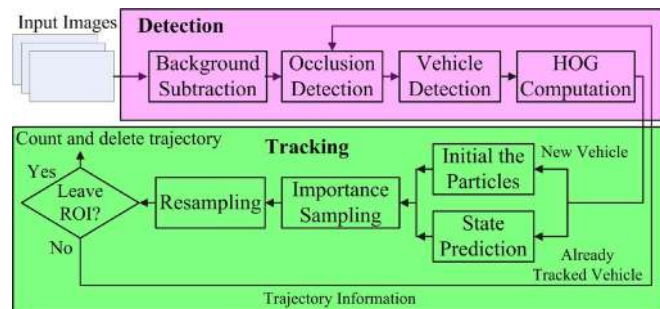 Input Images
Detection
Background
Subtraction
Occlusion
Detection
Vehicle
Detection
HOG
Computation
Count and delete trajectory
Tracking
Yes
Leave
ROI?
No
Resampling
Importance
Sampling
Initial the
Particles
State
Prediction
New Vehicle
Already
Tracked Vehicle
Trajectory Information